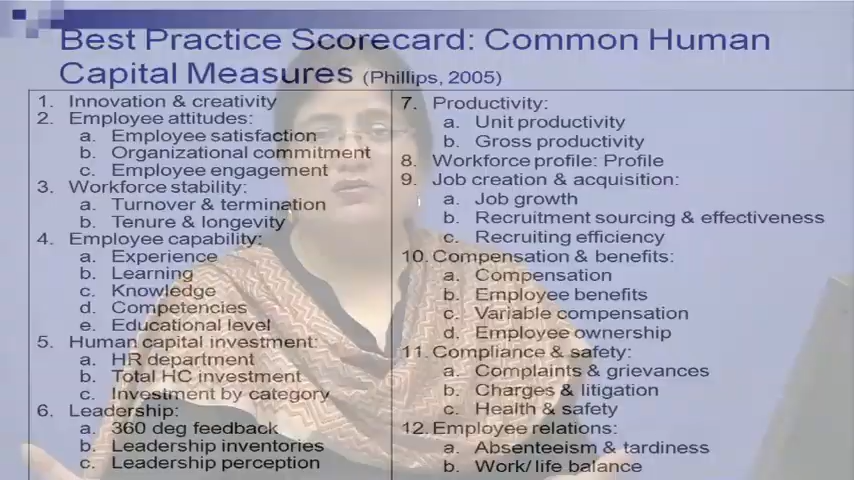 Best Practice Scorecard: Common Human
Capital Measures (Phillips, 2005)
1. Innovation & creativity
2. Employee attitudes:
a. Employee satisfaction
b. Organizational commitment
c. Employee engagement
3. Workforce stability:
a. Turnover & termination
b. Tenure & longevity
4. Employee capability:
a. Experience
b. Learning
c. Knowledge
d. Competencies
e. Educational level
5. Human capital investment:
a. HR department
b. Total HC investment
c. Investment by category
6. Leadership:
a. 360 deg feedback
b. Leadership inventories
c. Leadership perception
7. Productivity:
a. Unit productivity
b. Gross productivity
8. Workforce profile: Profile
9. Job creation & acquisition:
a. Job growth
b. Recruitment sourcing & effectiveness
c. Recruiting efficiency
10. Compensation & benefits:
a. Compensation
b. Employee benefits
c. Variable compensation
d. Employee ownership
11. Compliance & safety:
a. Complaints & grievances
b. Charges & litigation
c. Health & safety
12. Employee relations:
a. Absenteeism & tardiness
b. Work/ life balance